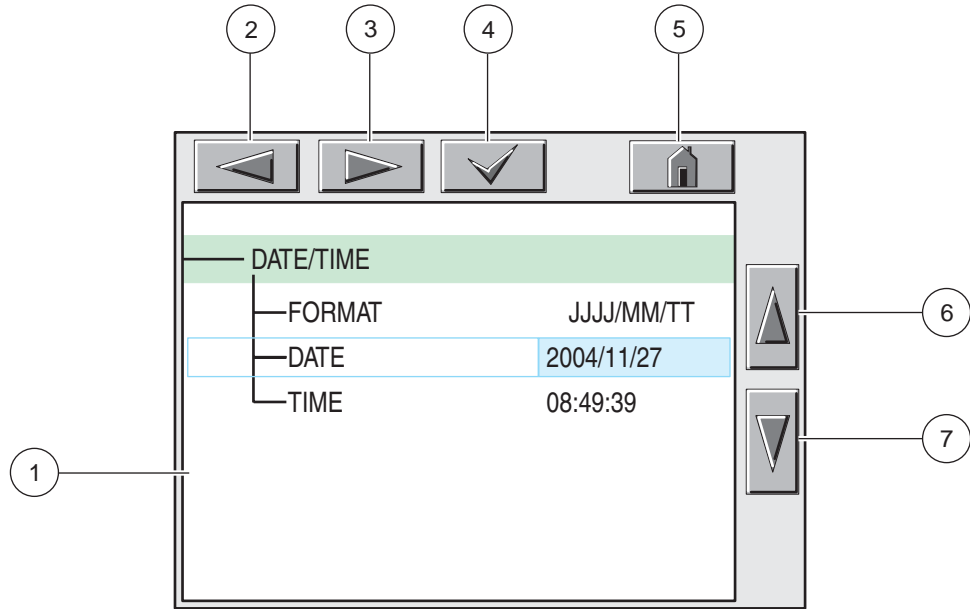 2 3 4 5
DATE/TIME
FORMAT JJJJ/MM/TT
6
DATE 2004/11/27
TIME 08:49:39
7
1